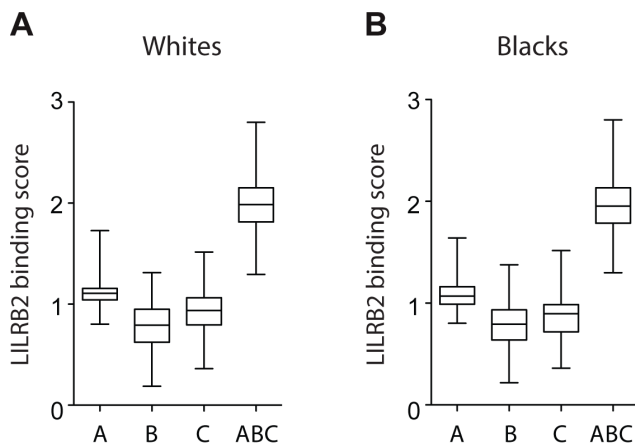 A
Whites
LILRB2 binding score
3
2
1
0
A B C ABC
B
Blacks
LILRB2 binding score
3
2
1
0
A B C ABC